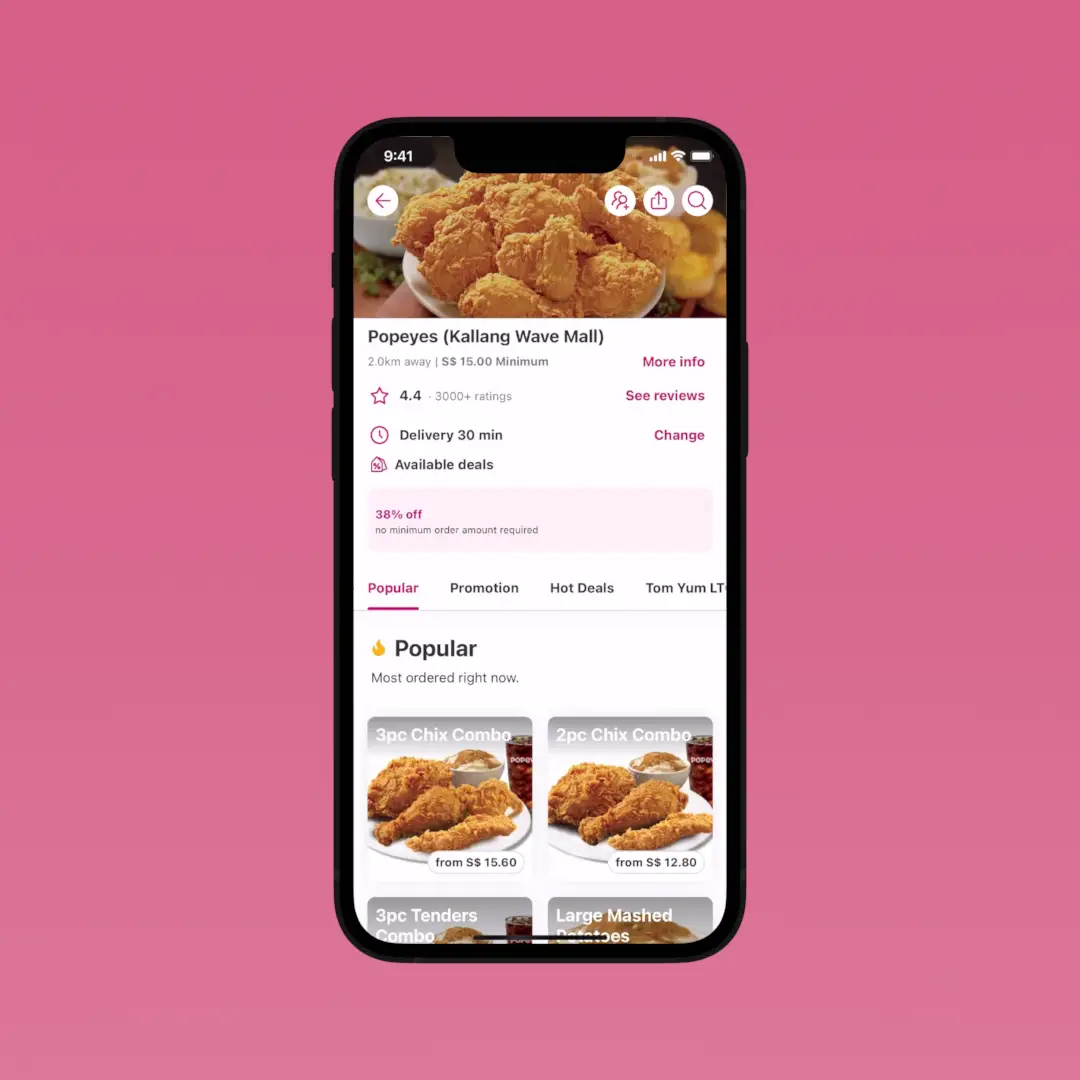 9:41
Popeyes (Kallang Wave Mall)
2.0km away | S$ 15.00 Minimum
More info
4.4 · 3000+ ratings
See reviews
Delivery 30 min
Change
Available deals
38% off
no minimum order amount required
Popular
Promotion
Hot Deals
Tom Yum LT
Popular
Most ordered right now.
3pc Chix Combo
from S$ 15.60
2pc Chix Combo
from S$ 12.80
3pc Tenders
Combo
Large Mashed
Potatoes